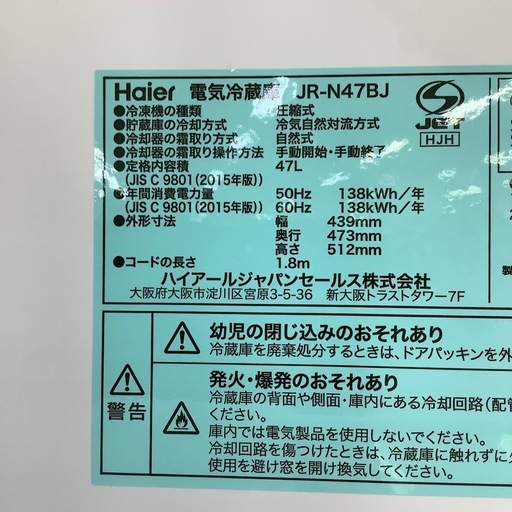 Haier 電気冷蔵庫 JR-N47BJ
●冷凍機の種類 圧縮式
●貯蔵庫の冷却方式 冷気自然対流方式
●冷却器の霜取り方式 自然式
●冷却器の霜取り操作方法 手動開始・手動終了
●定格内容積 47L
(JIS C 9801(2015年版))
●年間消費電力量 50Hz 138kWh/年
(JIS C 9801(2015年版)) 60Hz 138kWh/年
●外形寸法 幅 439mm
奥行 473mm
高さ 512mm
●コードの長さ 1.8m
ハイアールジャパンセールス株式会社
大阪府大阪市淀川区宮原3-5-36 新大阪トラストタワー7F
S
JET
HJH
製
警告
幼児の閉じ込めのおそれあり
冷蔵庫を廃棄処分するときは、ドアパッキンを外
発火・爆発のおそれあり
冷蔵庫の背面や側面・庫内にある冷却回路(配管
ください。
庫内では電気製品を使用しないでください。
冷却回路を傷つけたときは、冷蔵庫に触れずに火
使用を避け窓を開け換気してください。